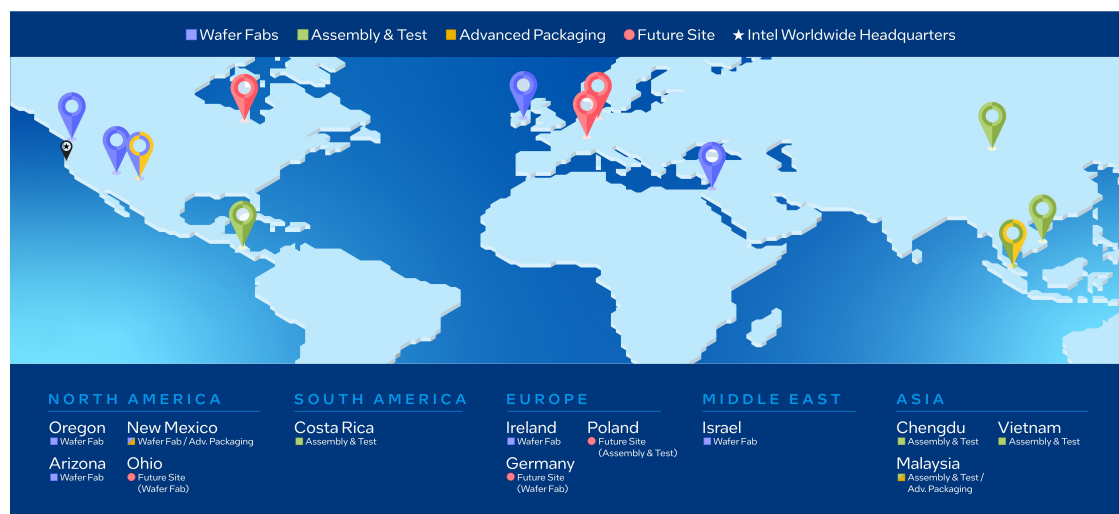 Wafer Fabs Assembly & Test Advanced Packaging Future Site Intel Worldwide Headquarters
NORTH AMERICA
Oregon
Wafer Fab
New Mexico
Wafer Fab / Adv. Packaging
Arizona
Wafer Fab
Ohio
Future Site
(Wafer Fab)
SOUTH AMERICA
Costa Rica
Assembly & Test
EUROPE
Ireland
Wafer Fab
Poland
Future Site
(Assembly & Test)
Germany
Future Site
(Wafer Fab)
MIDDLE EAST
Israel
Wafer Fab
ASIA
Chengdu
Assembly & Test
Vietnam
Assembly & Test
Malaysia
Assembly & Test /
Adv. Packaging